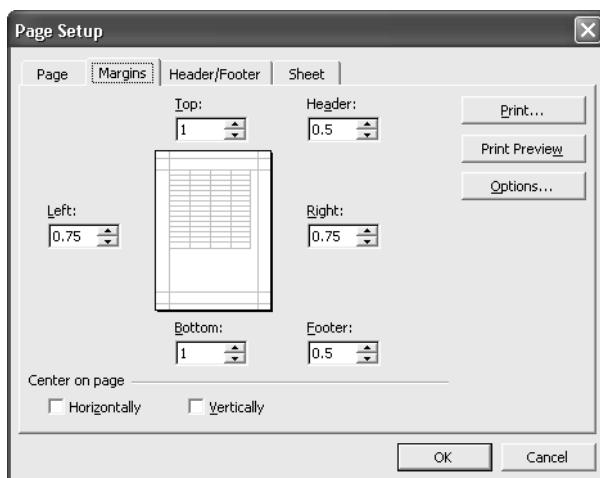 Page Setup
Page Margins Header/Footer Sheet
Top: Header:
1 0.5
Print...
Print Preview
Options...
Left: Right:
0.75 0.75
Bottom: Footer:
1 0.5
Center on page
Horizontally Vertically
OK Cancel